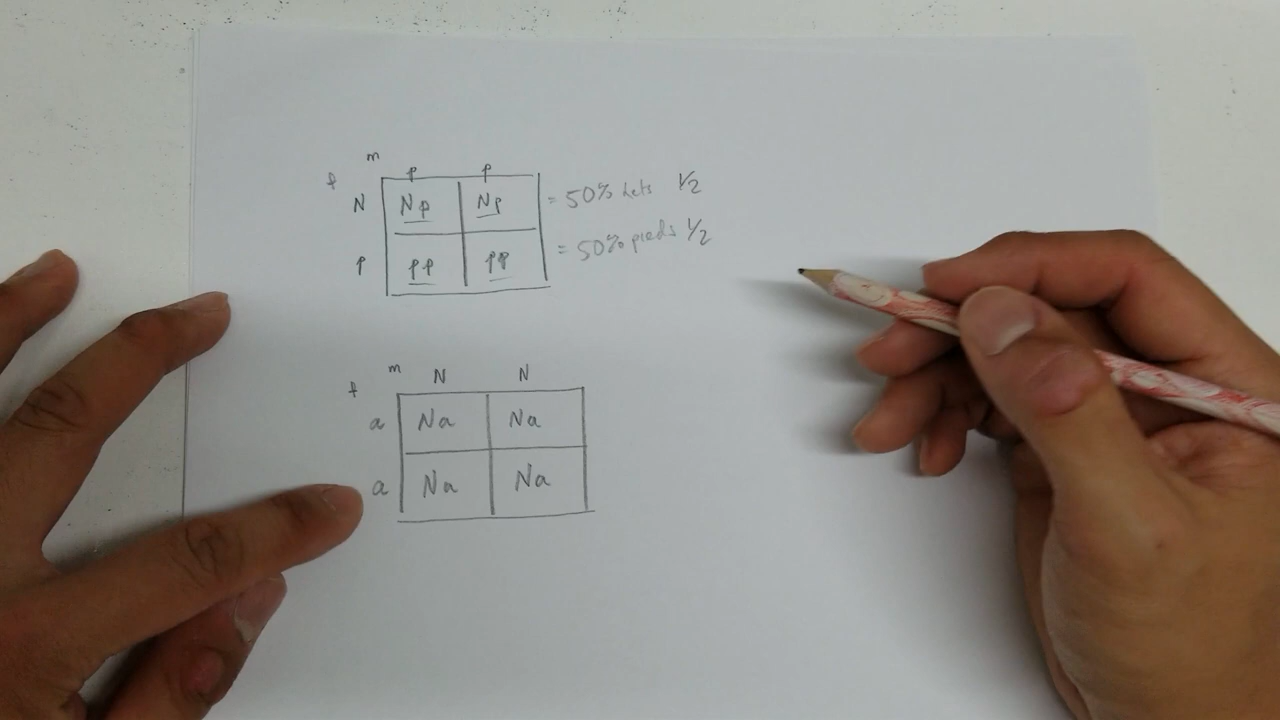 m
f p p
N Np Np = 50% hets 1/2
p pp pp = 50% pieds 1/2
m N N
f
a Na Na
a Na Na